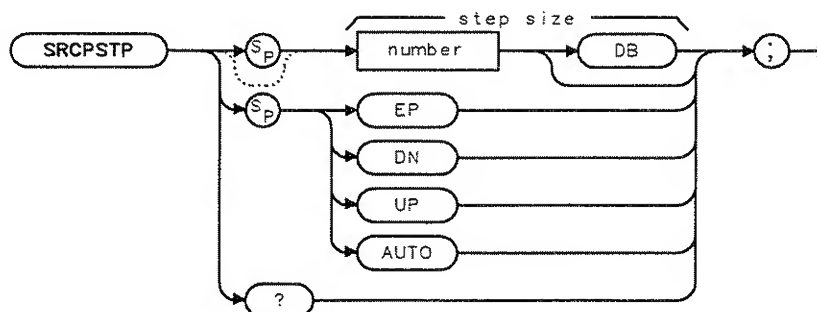 step size
SRCPSTP SP number DB ;
SP EP
DN
UP
AUTO
?